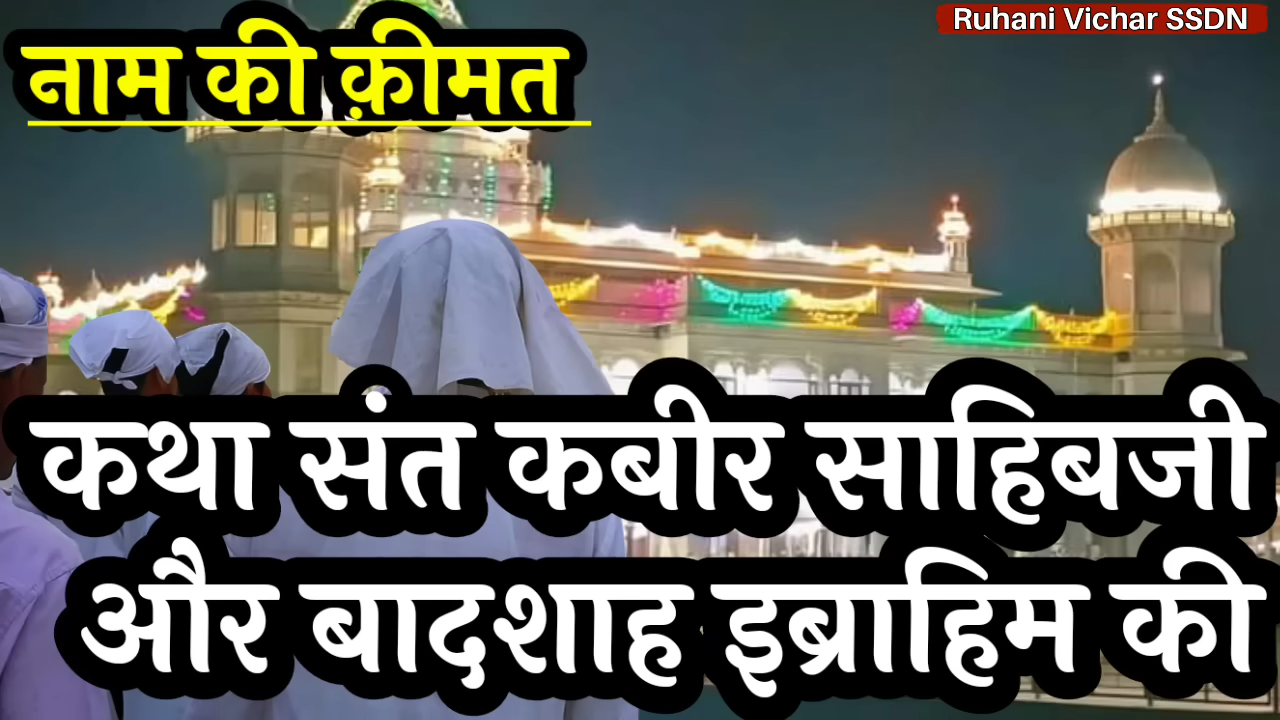 Ruhani Vichar SSDN
नाम की क़ीमत
कथा संत कबीर साहिबजी
और बादशाह इब्राहिम की